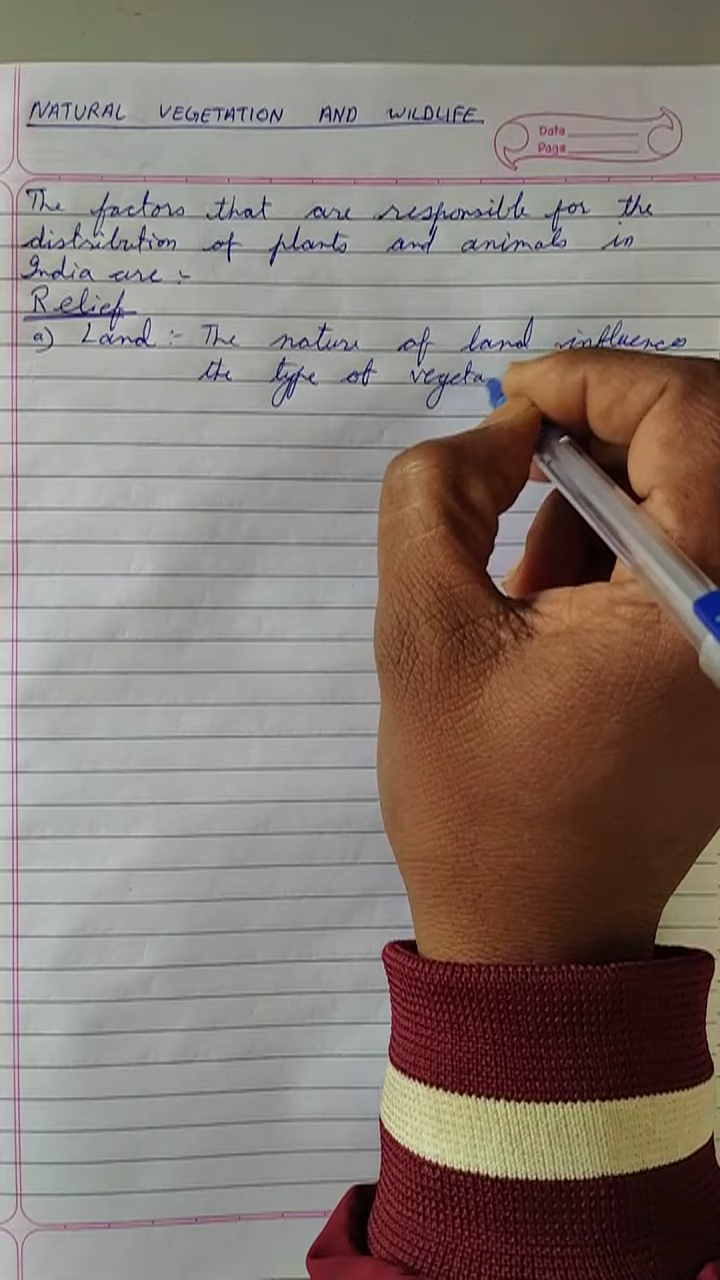 NATURAL VEGETATION AND WILDLIFE
Date
Page
The factors that are responsible for the
distribution of plants and animals in
India are :-
Relief
a) Land :- The nature of land influences
the type of vegeta